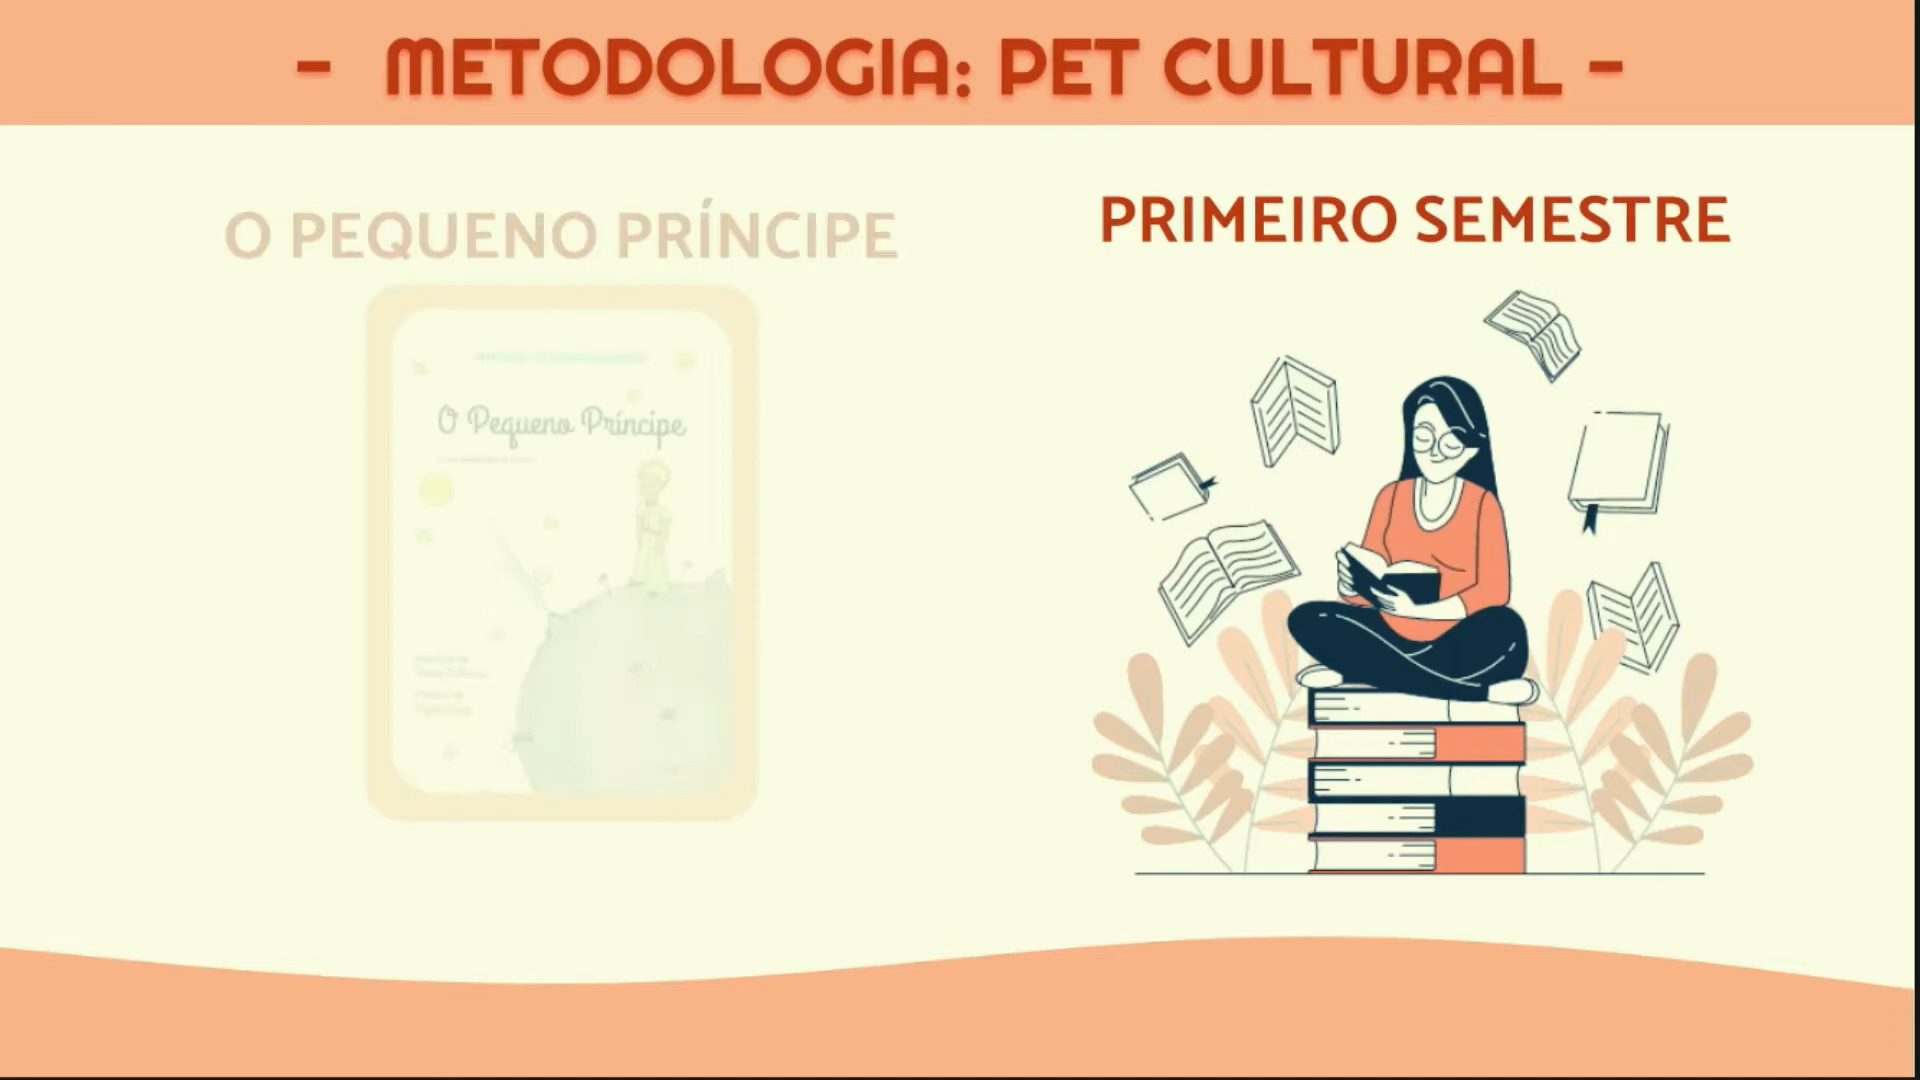 - METODOLOGIA: PET CULTURAL -
O PEQUENO PRÍNCIPE
O Pequeno Príncipe
PRIMEIRO SEMESTRE